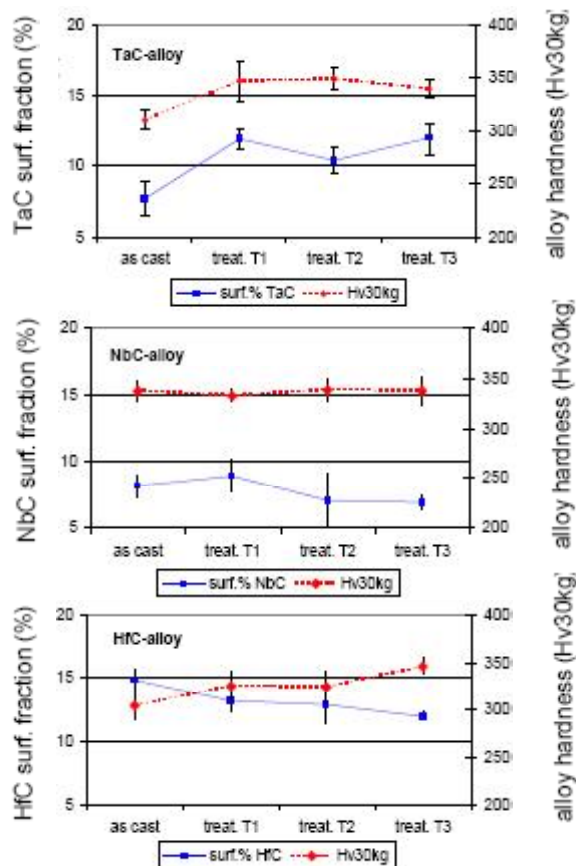 TaC surf. fraction (%)
alloy hardness (Hv30kg)
20
15
10
5
400
350
300
250
200
TaC-alloy
as cast treat. T1 treat. T2 treat. T3
surf.% TaC Hv30kg
NbC surf. fraction (%)
alloy hardness (Hv30kg)
20
15
10
5
400
350
300
250
200
NbC-alloy
as cast treat. T1 treat. T2 treat. T3
surf.% NbC Hv30kg
HfC surf. fraction (%)
alloy hardness (Hv30kg)
20
15
10
5
400
350
300
250
200
HfC-alloy
as cast treat. T1 treat. T2 treat. T3
surf.% HfC Hv30kg